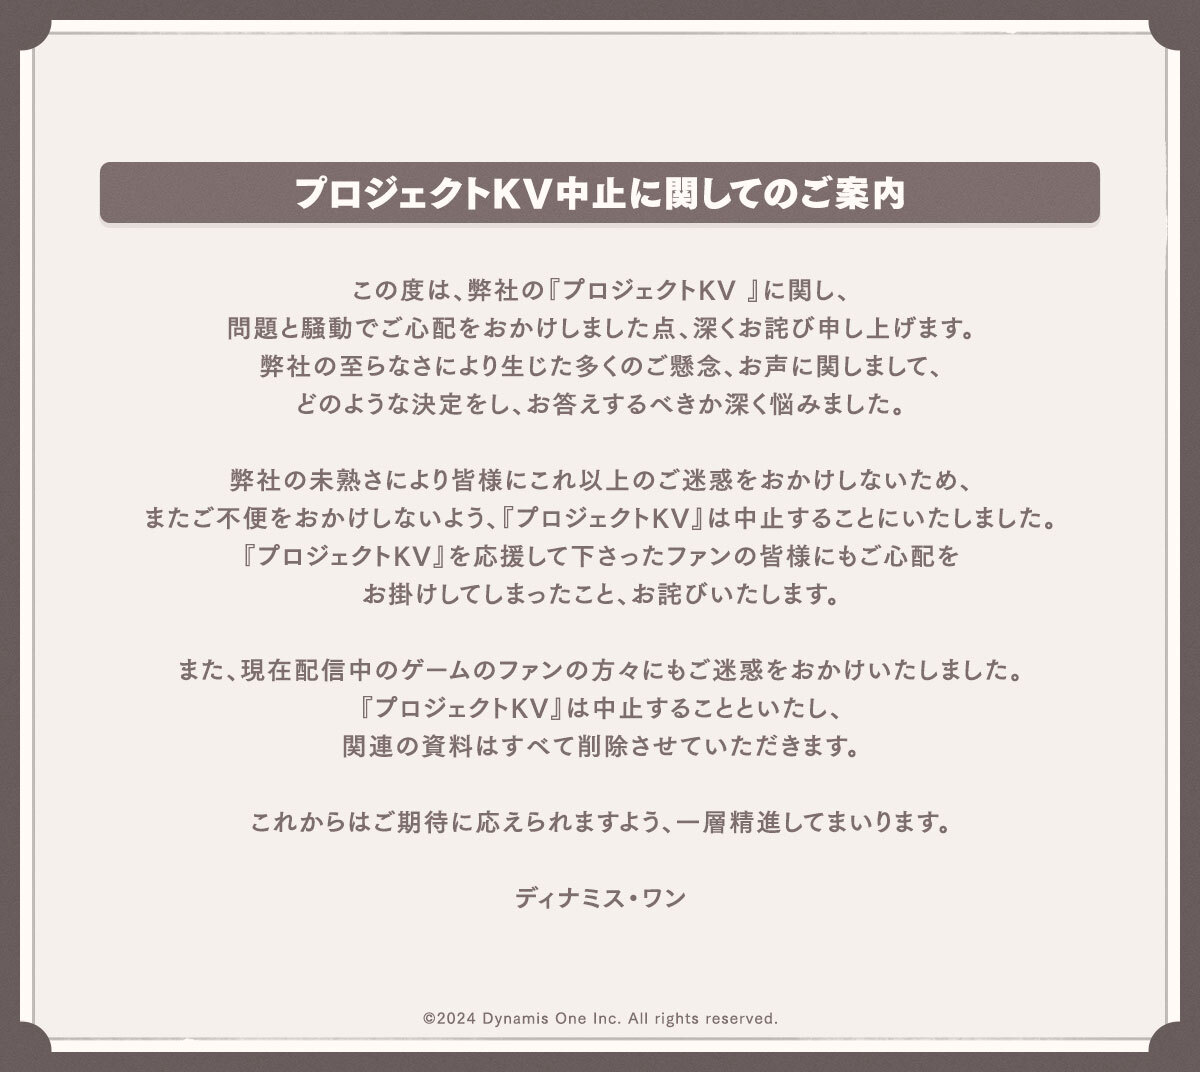 プロジェクトKV中止に関してのご案内
この度は、弊社の『プロジェクトKV 』に関し、
問題と騒動でご心配をおかけしました点、深くお詫び申し上げます。
弊社の至らなさにより生じた多くのご懸念、お声に関しまして、
どのような決定をし、お答えするべきか深く悩みました。
弊社の未熟さにより皆様にこれ以上のご迷惑をおかけしないため、
またご不便をおかけしないよう、『プロジェクトKV』は中止することにいたしました。
『プロジェクトKV』を応援して下さったファンの皆様にもご心配を
お掛けしてしまったこと、お詫びいたします。
また、現在配信中のゲームのファンの方々にもご迷惑をおかけいたしました。
『プロジェクトKV』は中止することといたし、
関連の資料はすべて削除させていただきます。
これからはご期待に応えられますよう、一層精進してまいります。
ディナミス・ワン
©2024 Dynamis One Inc. All rights reserved.